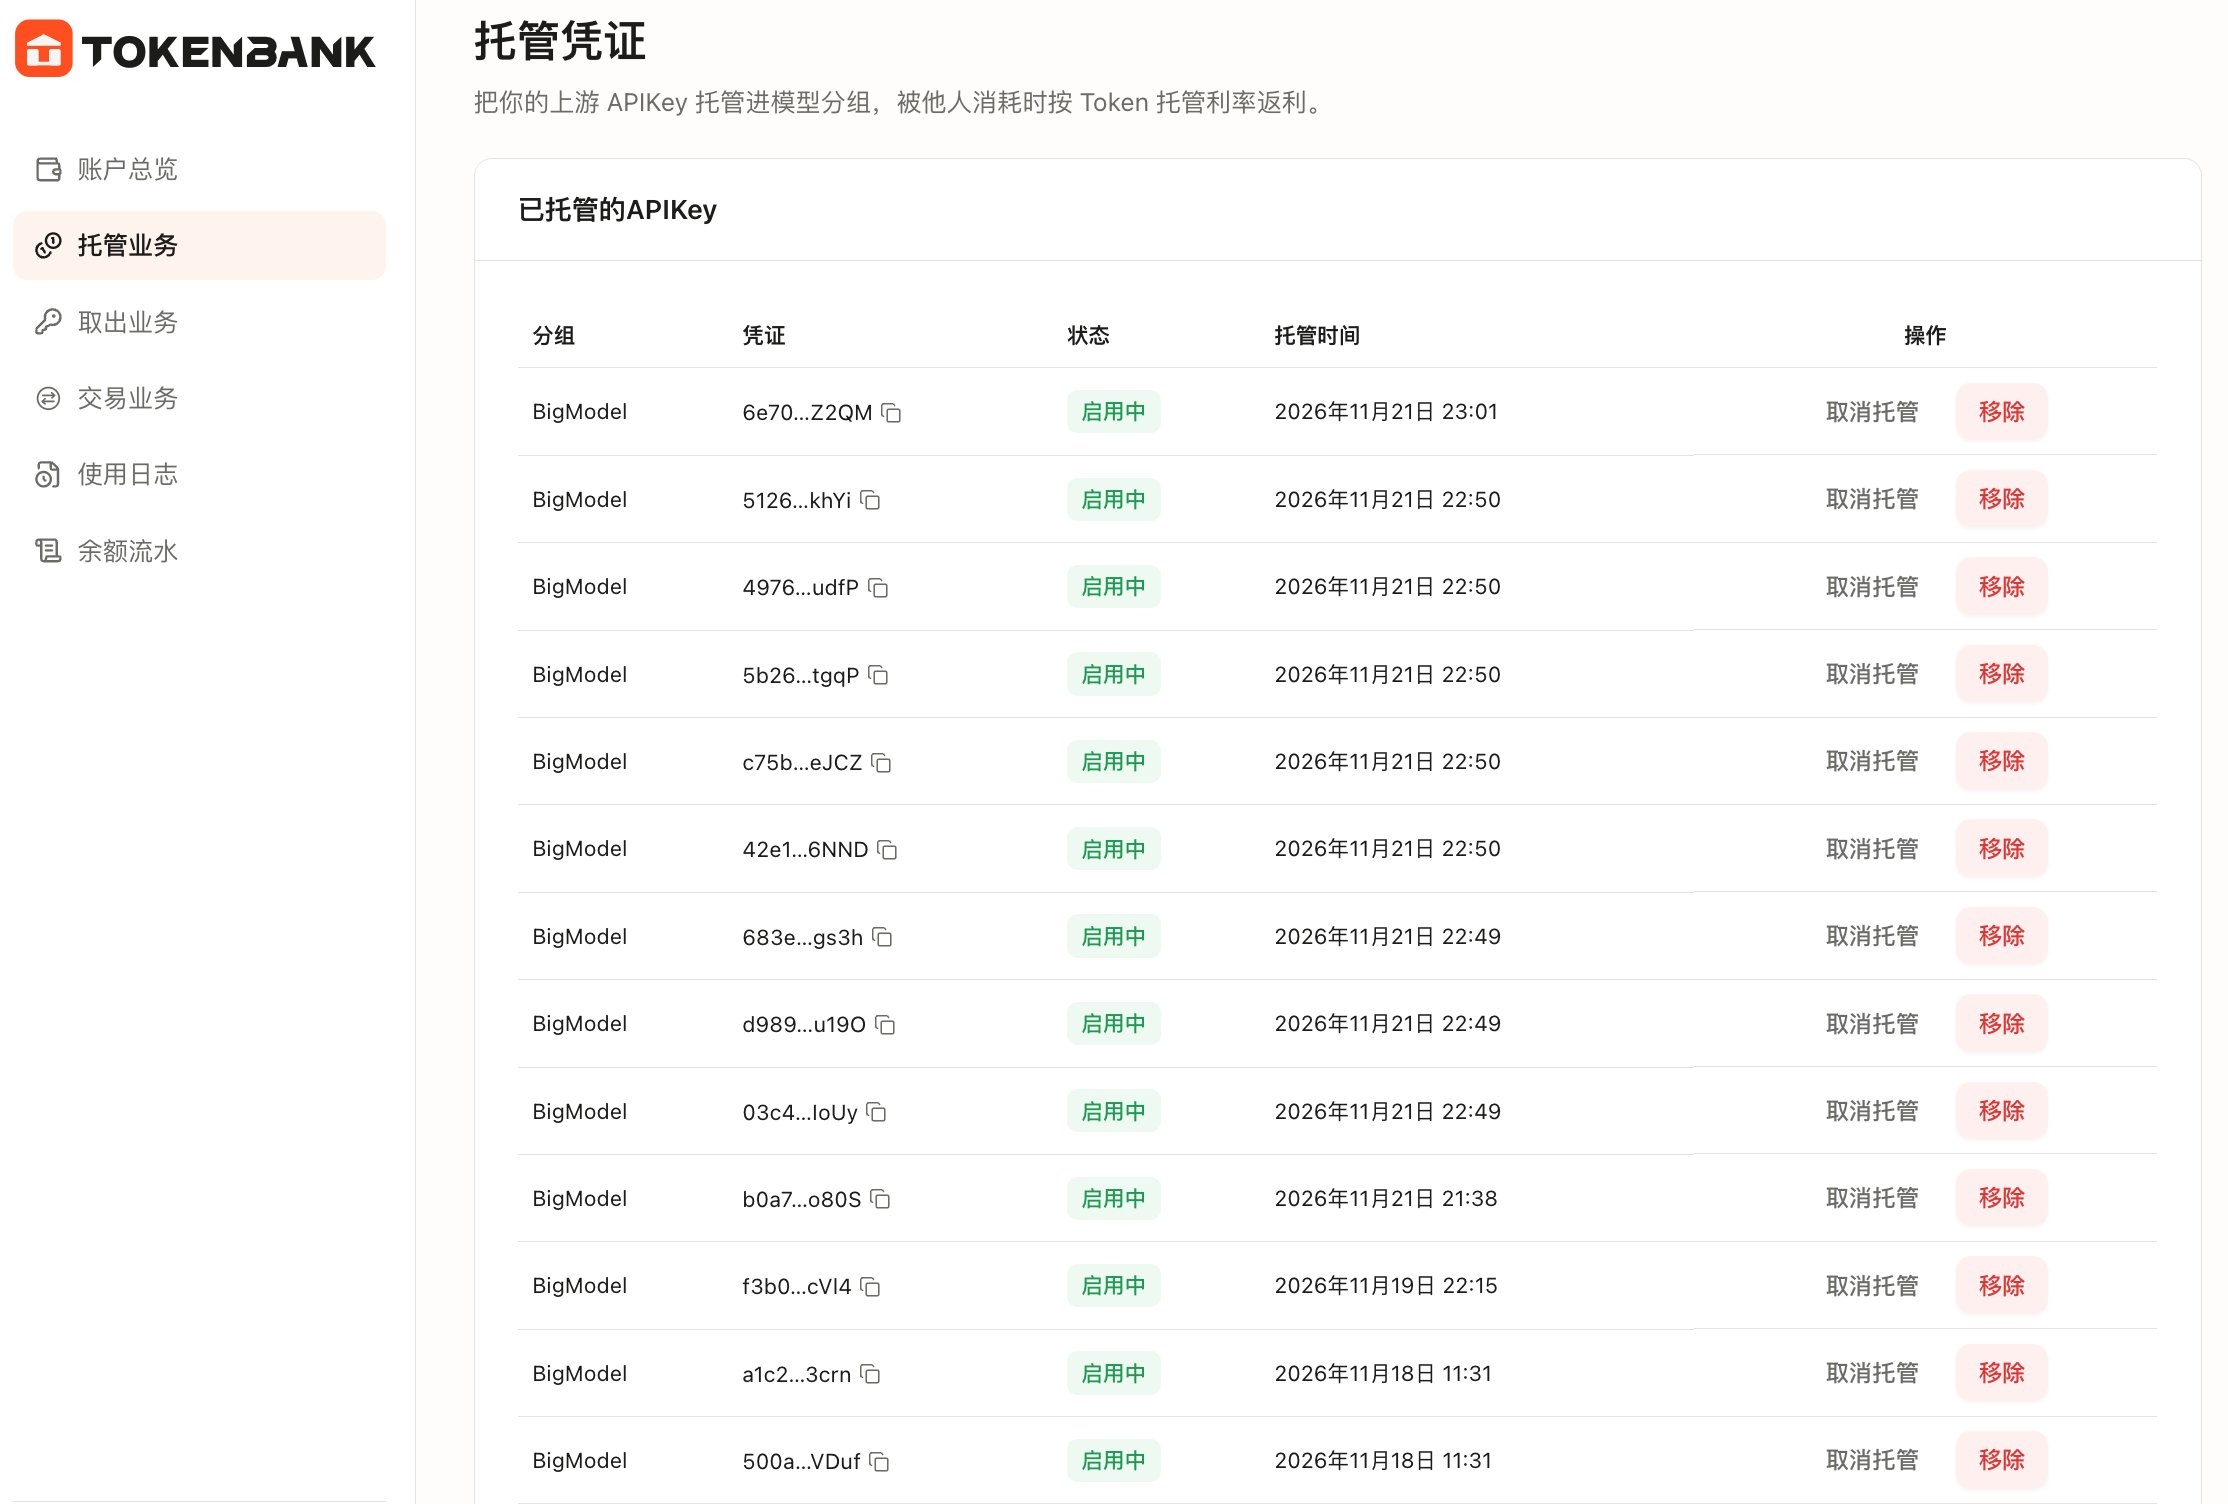 TOKENBANK
账户总览
托管业务
取出业务
交易业务
使用日志
余额流水
托管凭证
把你的上游 APIKey 托管进模型分组，被他人消耗时按 Token 托管利率返利。
已托管的APIKey
分组 凭证 状态 托管时间 操作
BigModel 6e70...Z2QM 启用中 2026年11月21日 23:01 取消托管 移除
BigModel 5126...khYi 启用中 2026年11月21日 22:50 取消托管 移除
BigModel 4976...udfP 启用中 2026年11月21日 22:50 取消托管 移除
BigModel 5b26...tgqP 启用中 2026年11月21日 22:50 取消托管 移除
BigModel c75b...eJCZ 启用中 2026年11月21日 22:50 取消托管 移除
BigModel 42e1...6NND 启用中 2026年11月21日 22:50 取消托管 移除
BigModel 683e...gs3h 启用中 2026年11月21日 22:49 取消托管 移除
BigModel d989...u19O 启用中 2026年11月21日 22:49 取消托管 移除
BigModel 03c4...IoUy 启用中 2026年11月21日 22:49 取消托管 移除
BigModel b0a7...o80S 启用中 2026年11月21日 21:38 取消托管 移除
BigModel f3b0...cVl4 启用中 2026年11月19日 22:15 取消托管 移除
BigModel a1c2...3crn 启用中 2026年11月18日 11:31 取消托管 移除
BigModel 500a...VDuf 启用中 2026年11月18日 11:31 取消托管 移除